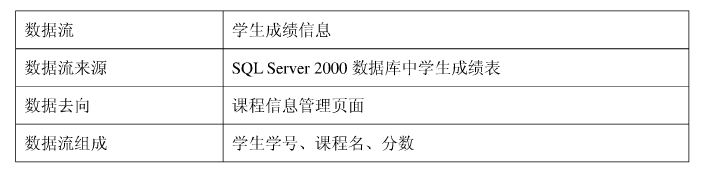 数据流 学生成绩信息
数据流来源 SQL Server 2000 数据库中学生成绩表
数据去向 课程信息管理页面
数据流组成 学生学号、课程名、分数